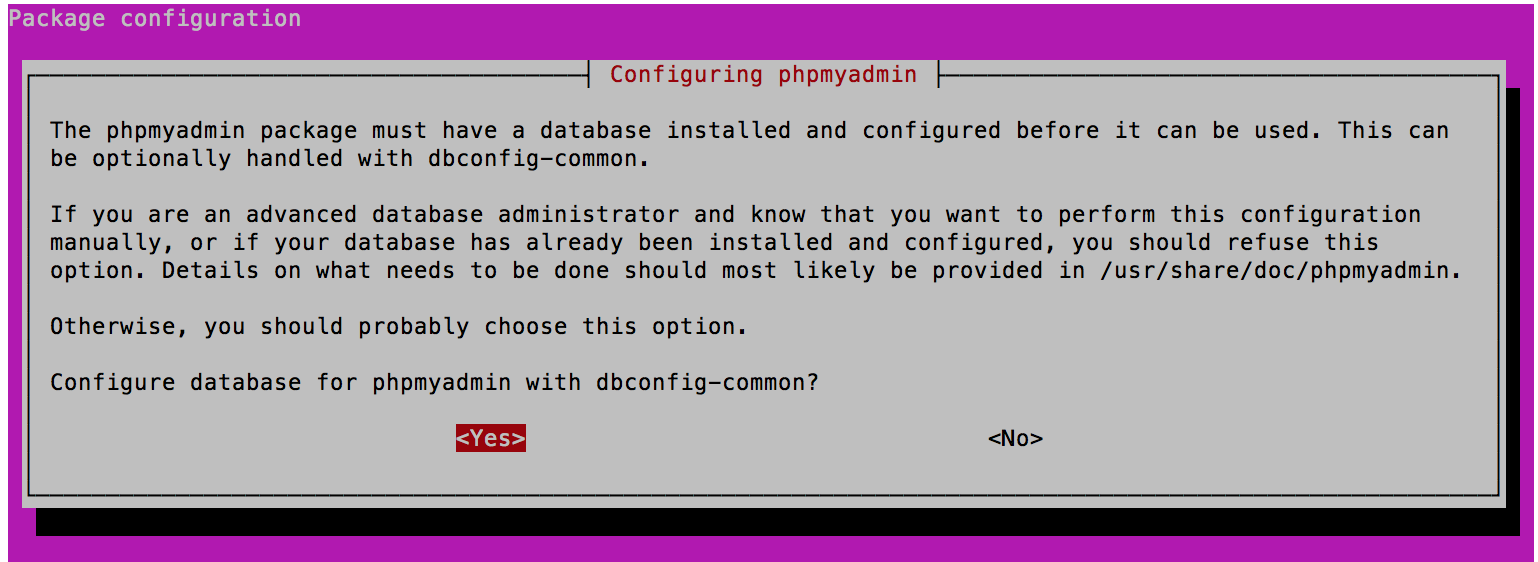 Package configuration
Configuring phpmyadmin
The phpmyadmin package must have a database installed and configured before it can be used. This can
be optionally handled with dbconfig-common.
If you are an advanced database administrator and know that you want to perform this configuration
manually, or if your database has already been installed and configured, you should refuse this
option. Details on what needs to be done should most likely be provided in /usr/share/doc/phpmyadmin.
Otherwise, you should probably choose this option.
Configure database for phpmyadmin with dbconfig-common?
<Yes> <No>